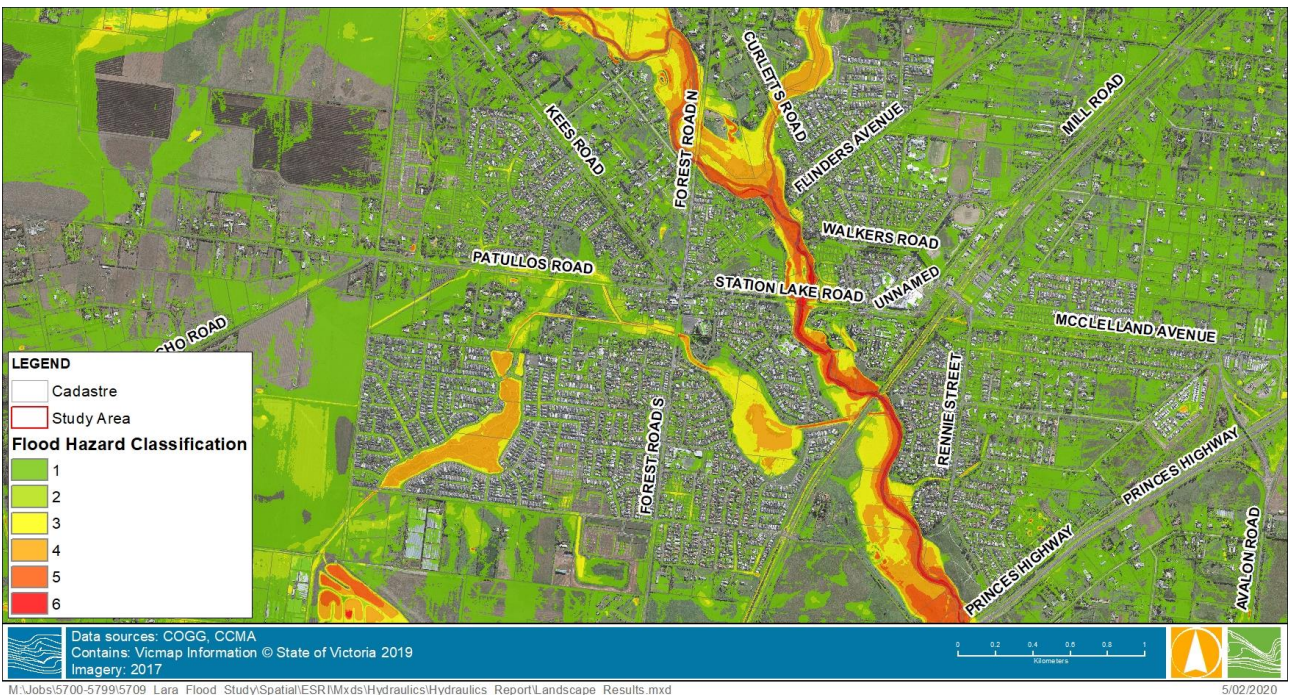 CURLETTS ROAD
MILL ROAD
KEES ROAD
FOREST ROAD N
FLINDERS AVENUE
WALKERS ROAD
PATULLOS ROAD
STATION LAKE ROAD
UNNAMED
MCCLELLAND AVENUE
CHO ROAD
RENNIE STREET
FOREST ROAD S
PRINCES HIGHWAY
PRINCES HIGHWAY
AVALON ROAD
LEGEND
Cadastre
Study Area
Flood Hazard Classification
1
2
3
4
5
6
Data sources: COGG, CCMA
Contains: Vicmap Information © State of Victoria 2019
Imagery: 2017
0 0.2 0.4 0.6 0.8 1
Kilometers
M:\Jobs\5700-5799\5709_Lara_Flood_Study\Spatial\ESRI\Mxds\Hydraulics\Hydraulics_Report\Landscape_Results.mxd
5/02/2020